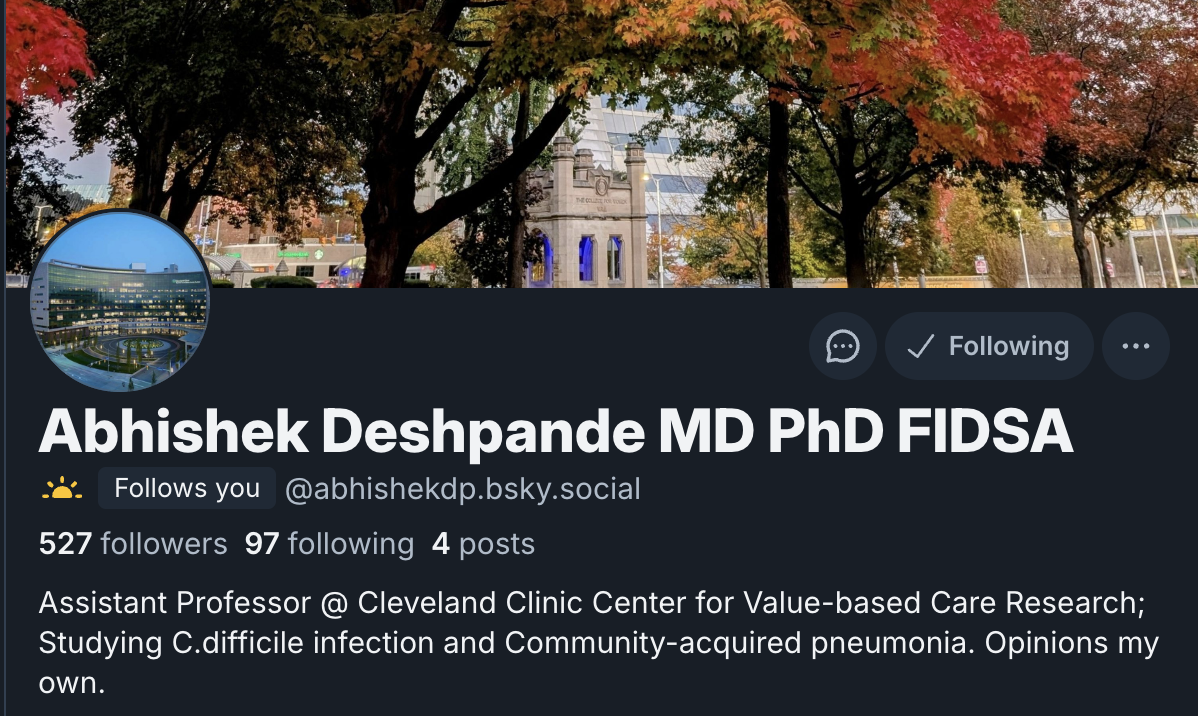 Following
Abhishek Deshpande MD PhD FIDSA
Follows you @abhishekdp.bsky.social
527 followers 97 following 4 posts
Assistant Professor @ Cleveland Clinic Center for Value-based Care Research;
Studying C.difficile infection and Community-acquired pneumonia. Opinions my
own.